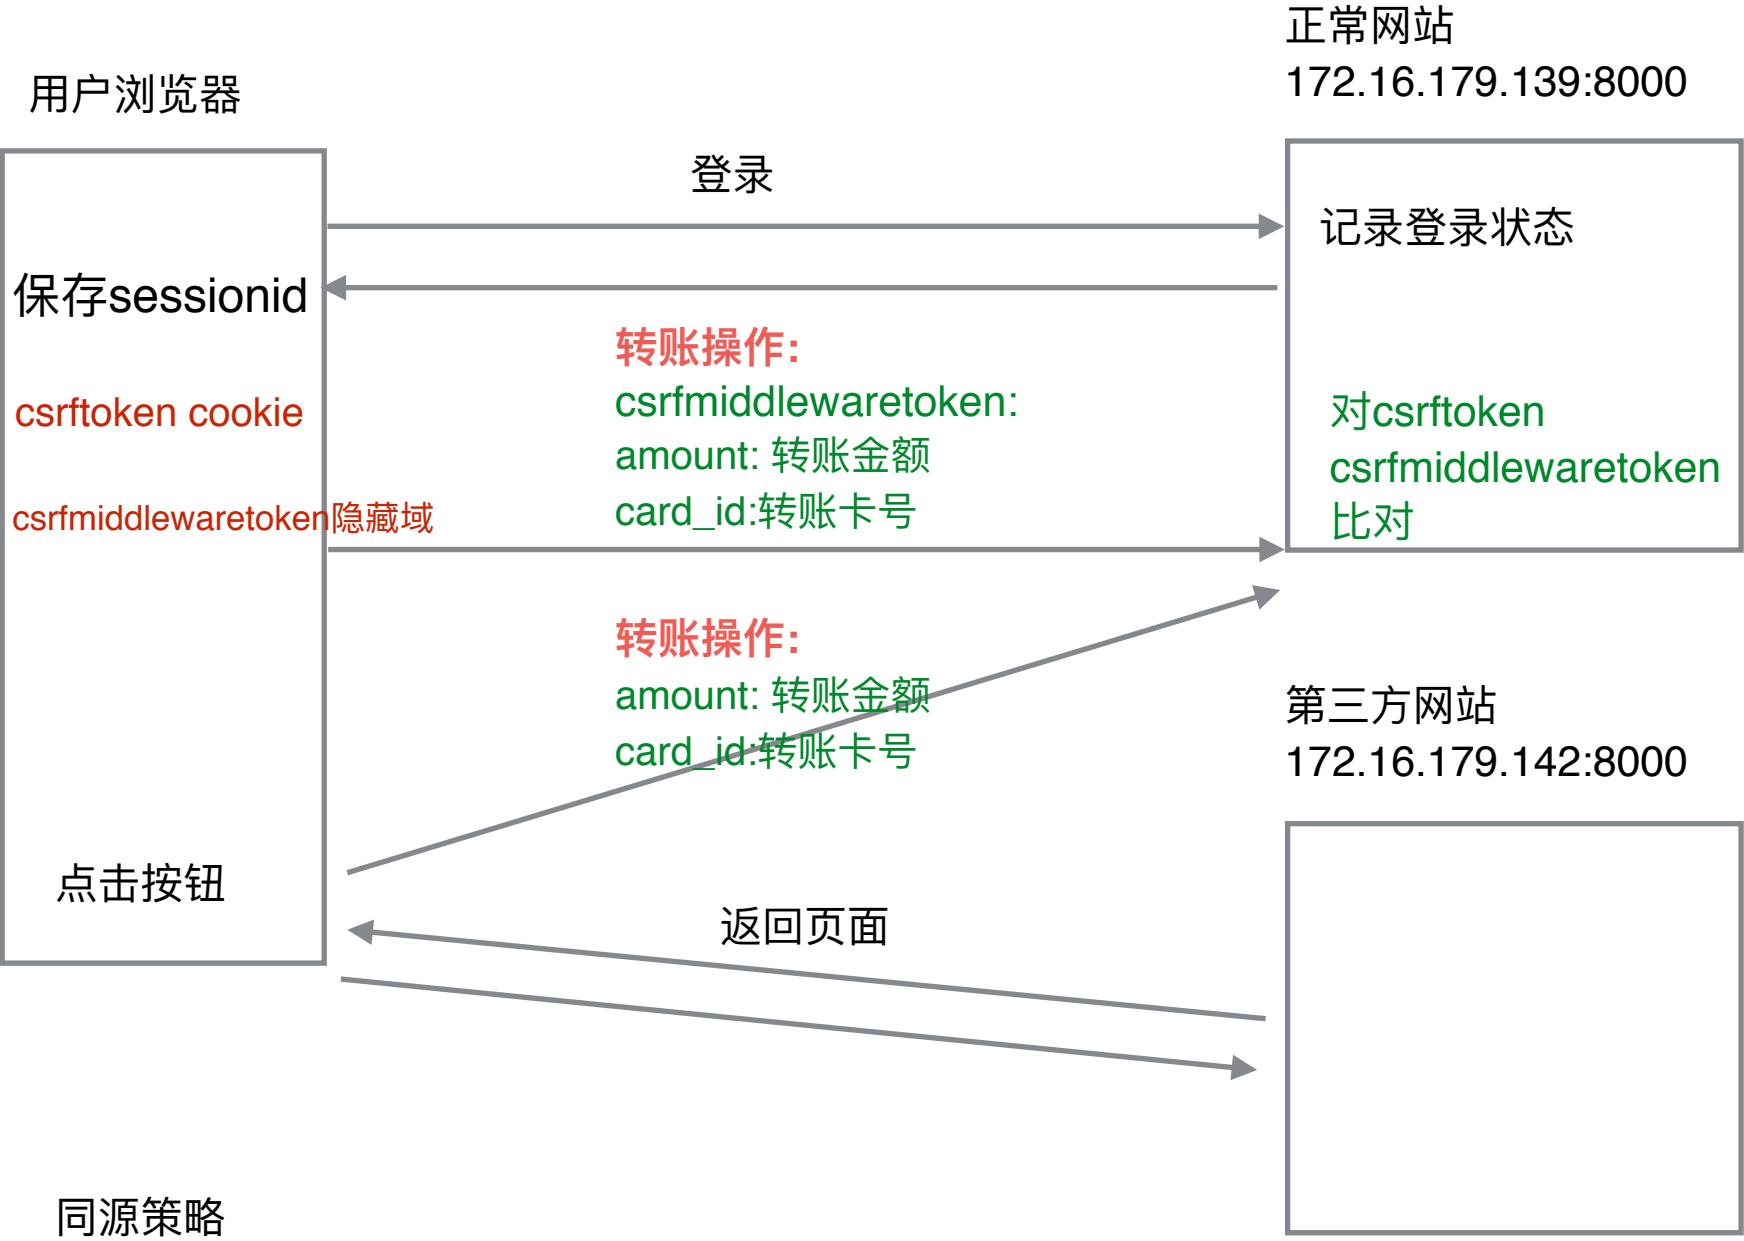 正常网站
172.16.179.139:8000
用户浏览器
登录
记录登录状态
保存sessionid
转账操作:
csrfmiddlewaretoken:
amount: 转账金额
card_id:转账卡号
csrftoken cookie
csrfmiddlewaretoken隐藏域
对csrftoken
csrfmiddlewaretoken
比对
转账操作:
amount: 转账金额
card_id:转账卡号
第三方网站
172.16.179.142:8000
点击按钮
返回页面
同源策略